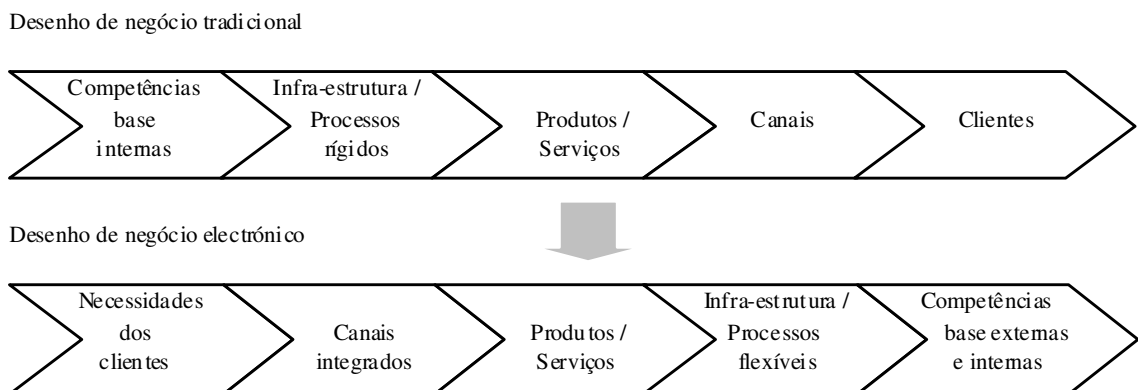 Desenho de negócio tradicional
Competências
base
internas
Infra-estrutura /
Processos
rígidos
Produtos /
Serviços
Canais
Clientes
Desenho de negócio electrónico
Necessidades
dos
clientes
Canais
integrados
Produtos /
Serviços
Infra-estrutura /
Processos
flexíveis
Competências
base externas
e internas